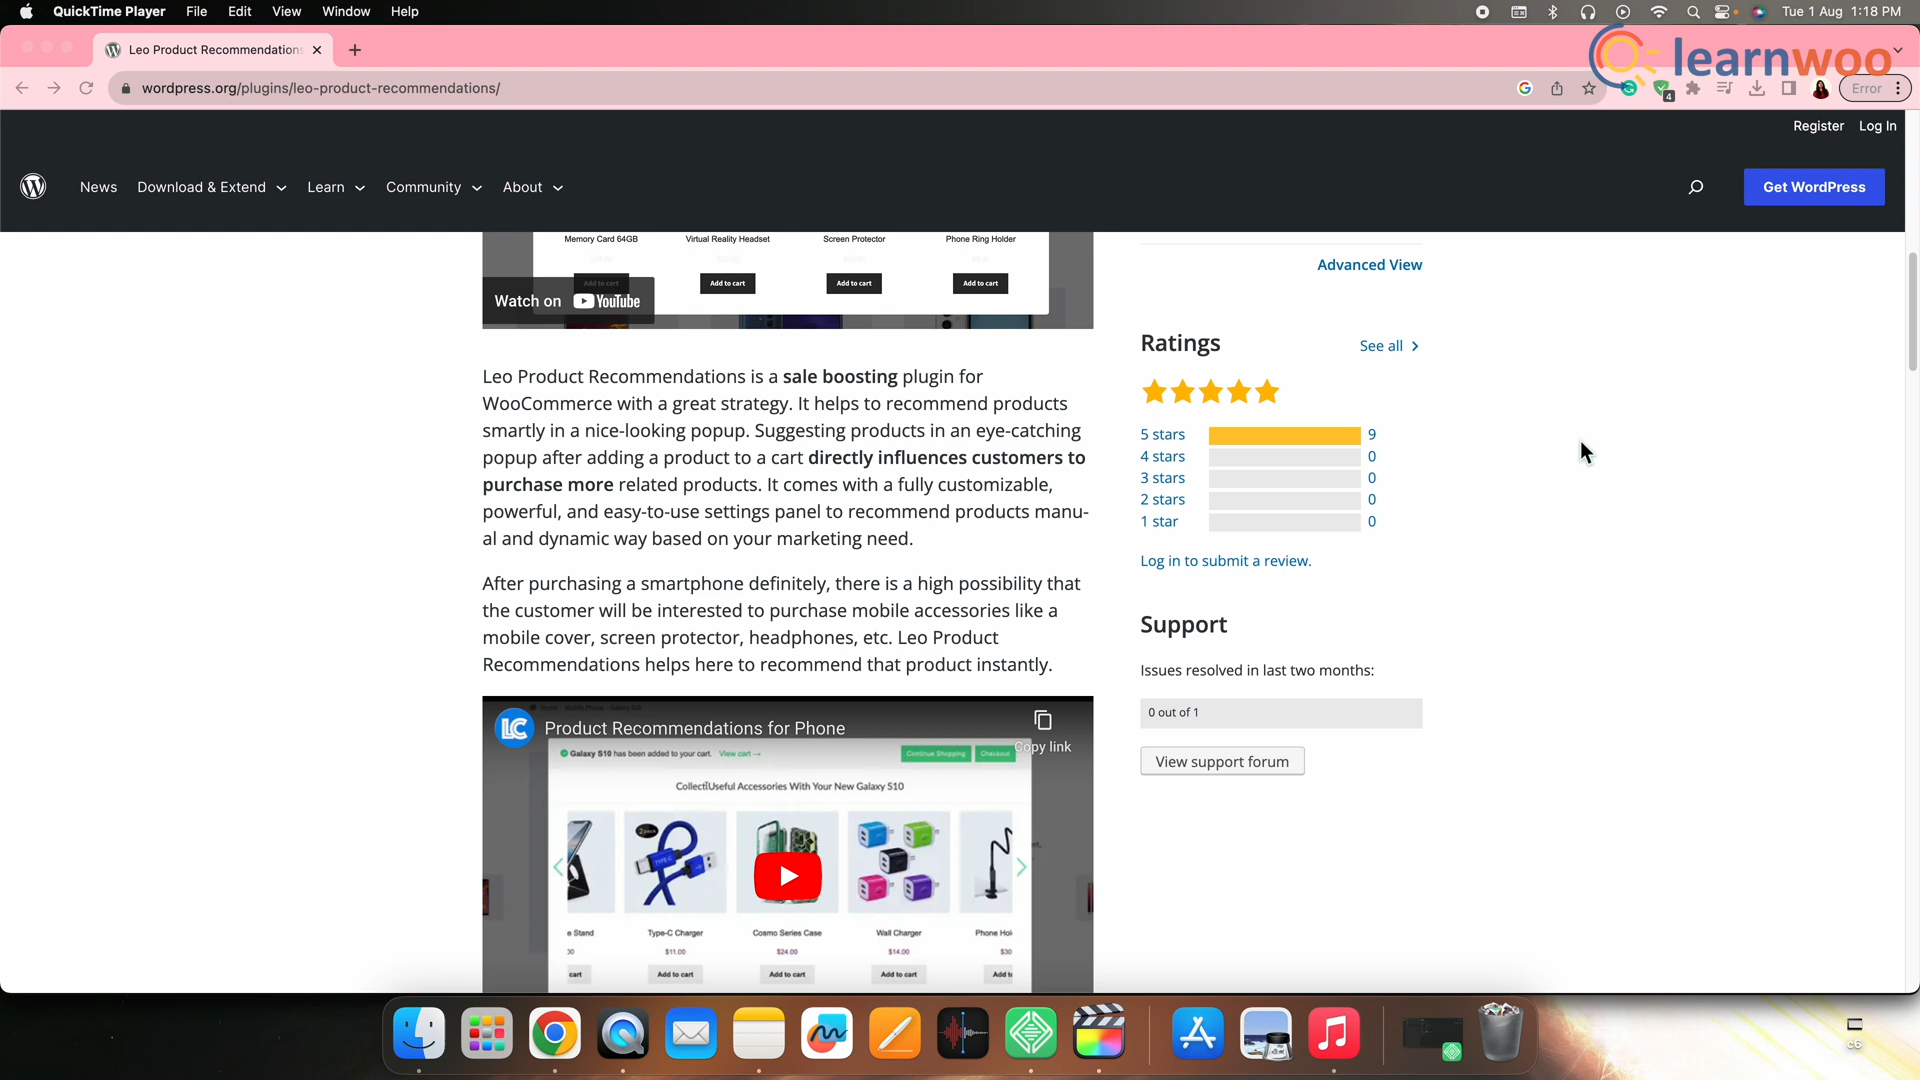 QuickTime Player File Edit View Window Help
Tue 1 Aug 1:18 PM
Leo Product Recommendations
learnwoo
wordpress.org/plugins/leo-product-recommendations/
4
Error
Register Log In
News Download & Extend Learn Community About
Get WordPress
Memory Card 64GB Virtual Reality Headset Screen Protector Phone Ring Holder
Add to cart Add to cart Add to cart Add to cart
Watch on YouTube
Leo Product Recommendations is a sale boosting plugin for
WooCommerce with a great strategy. It helps to recommend products
smartly in a nice-looking popup. Suggesting products in an eye-catching
popup after adding a product to a cart directly influences customers to
purchase more related products. It comes with a fully customizable,
powerful, and easy-to-use settings panel to recommend products manu-
al and dynamic way based on your marketing need.
After purchasing a smartphone definitely, there is a high possibility that
the customer will be interested to purchase mobile accessories like a
mobile cover, screen protector, headphones, etc. Leo Product
Recommendations helps here to recommend that product instantly.
LC Product Recommendations for Phone
Copy link
Galaxy S10 has been added to your cart. View cart → Continue Shopping Checkout
Collect Useful Accessories With Your New Galaxy S10
2 pack
TYPE-C
e Stand Type-C Charger Cosmo Series Case Wall Charger Phone Hol
00 $11.00 $24.00 $14.00 $30
cart Add to cart Add to cart Add to cart Add t
Advanced View
Ratings See all
5 stars 9
4 stars 0
3 stars 0
2 stars 0
1 star 0
Log in to submit a review.
Support
Issues resolved in last two months:
0 out of 1
View support forum
c6